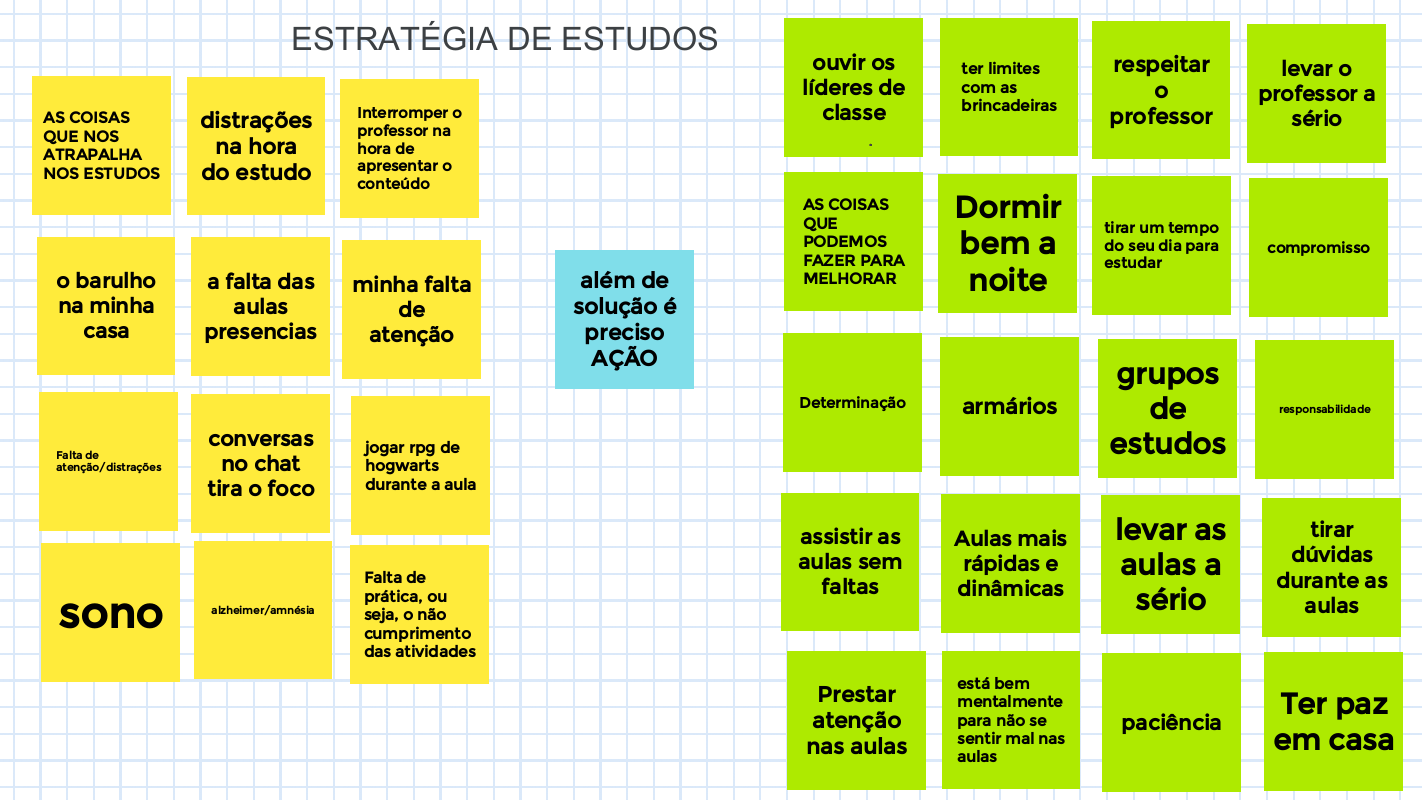 ESTRATÉGIA DE ESTUDOS
AS COISAS
QUE NOS
ATRAPALHA
NOS ESTUDOS
distrações
na hora
do estudo
Interromper o
professor na
hora de
apresentar o
conteúdo
o barulho
na minha
casa
a falta das
aulas
presencias
minha falta
de
atenção
Falta de
atenção/distrações
conversas
no chat
tira o foco
jogar rpg de
hogwarts
durante a aula
sono
alzheimer/amnésia
Falta de
prática, ou
seja, o não
cumprimento
das atividades
além de
solução é
preciso
AÇÃO
ouvir os
líderes de
classe
.
ter limites
com as
brincadeiras
respeitar
o
professor
levar o
professor a
sério
AS COISAS
QUE
PODEMOS
FAZER PARA
MELHORAR
Dormir
bem a
noite
tirar um tempo
do seu dia para
estudar
compromisso
Determinação
armários
grupos
de
estudos
responsabilidade
assistir as
aulas sem
faltas
Aulas mais
rápidas e
dinâmicas
levar as
aulas a
sério
tirar
dúvidas
durante as
aulas
Prestar
atenção
nas aulas
está bem
mentalmente
para não se
sentir mal nas
aulas
paciência
Ter paz
em casa